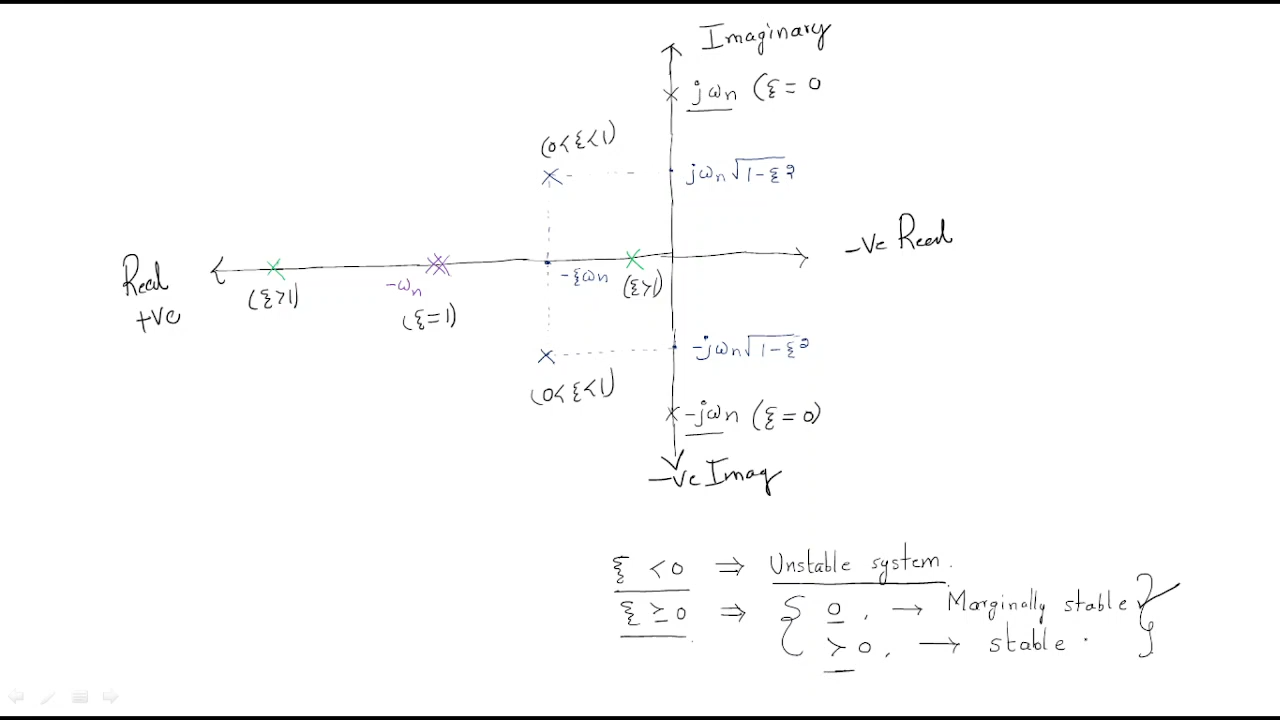 Imaginary
jωn (ξ = 0
(0<ξ<1)
jωn√1-ξ²
-Ve Real
Real
+Ve
(ξ>1)
-ωn
(ξ=1)
-ξωn
(ξ>1)
-jωn√1-ξ²
(0<ξ<1)
-jωn (ξ=0)
-Ve Imag
ξ < 0 ⇒ Unstable system.
ξ ≥ 0 ⇒ { 0, → Marginally stable
> 0, → stable. }